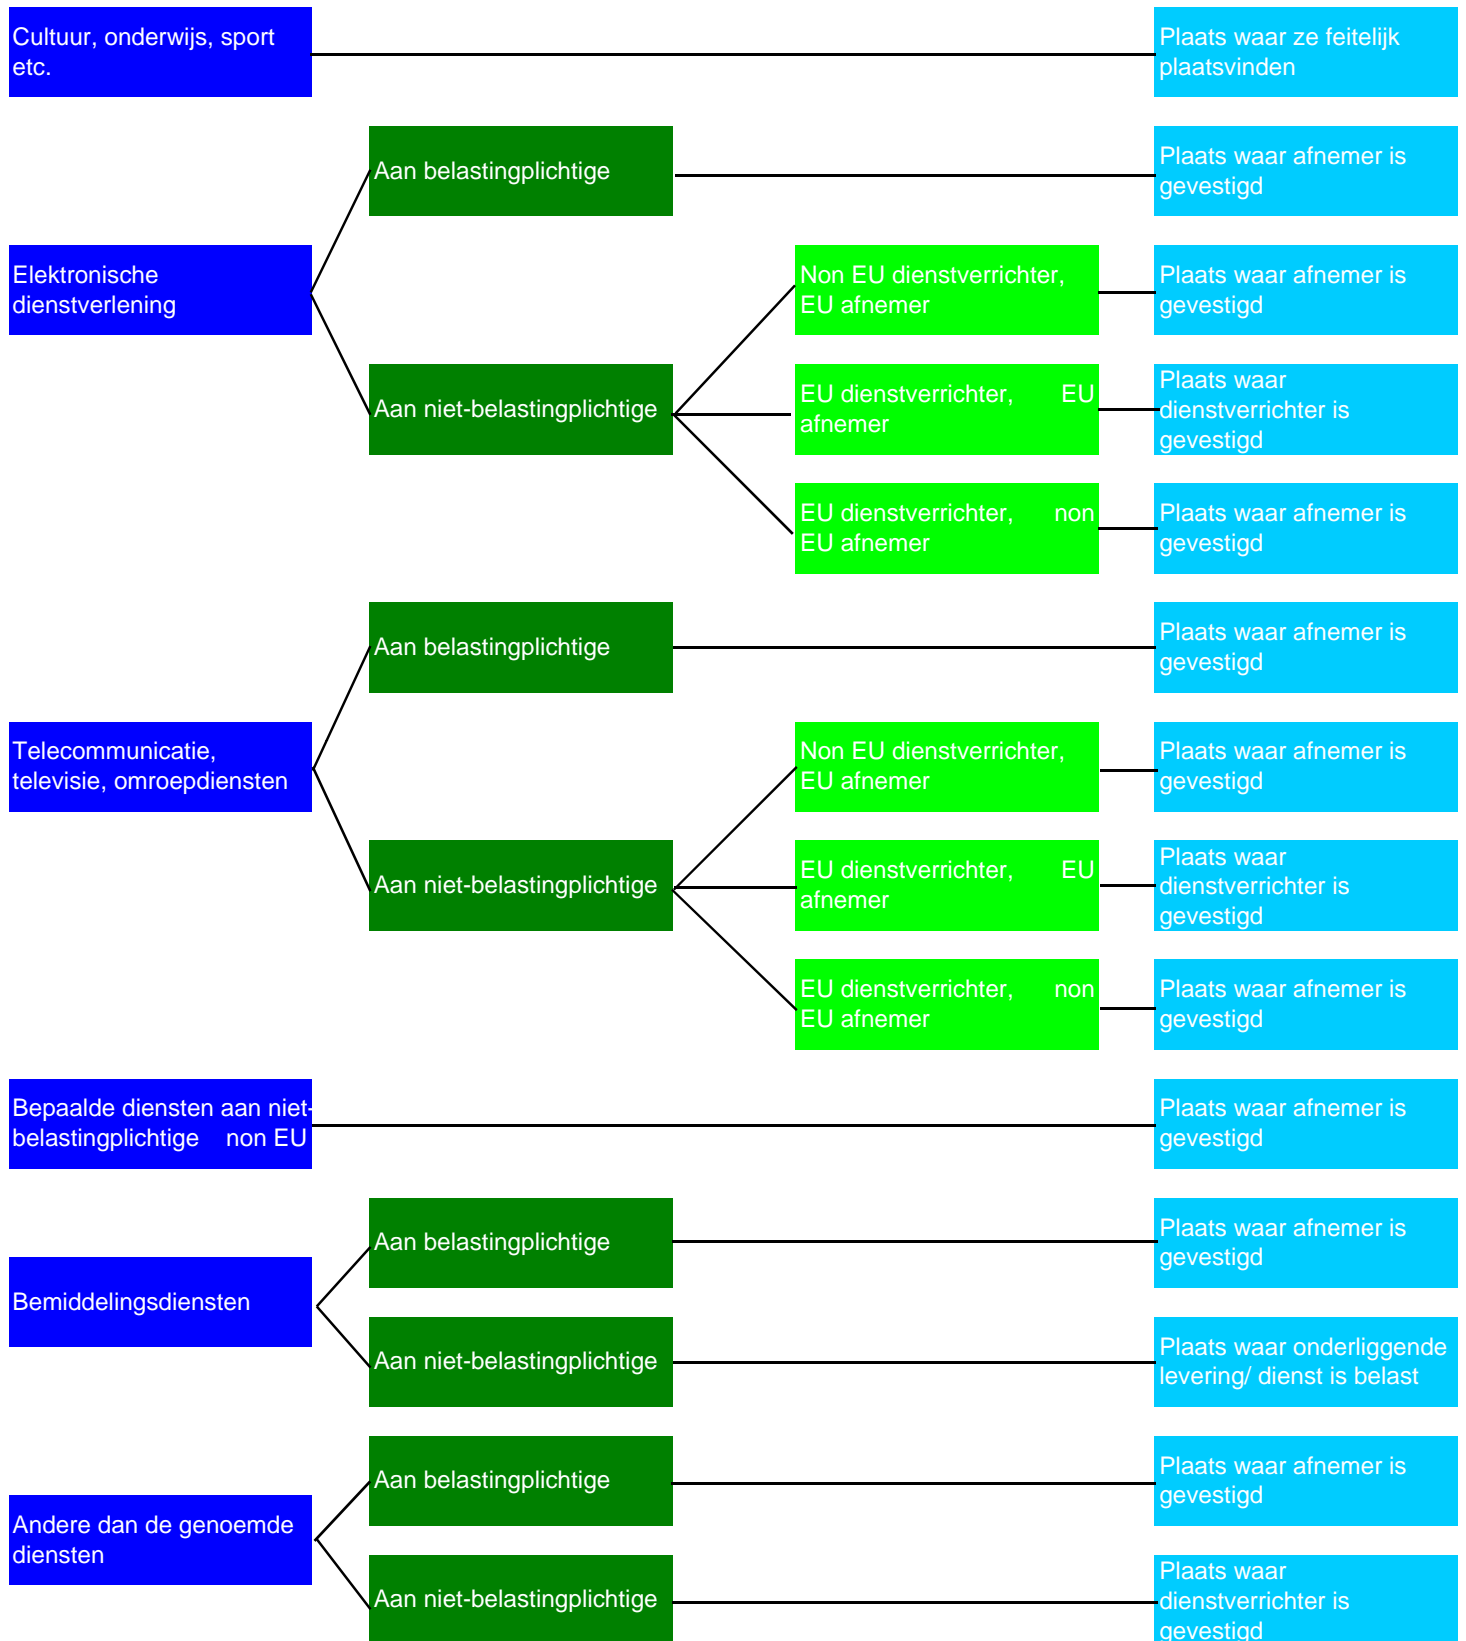 Cultuur, onderwijs, sport
etc.
Plaats waar ze feitelijk
plaatsvinden
Aan belastingplichtige
Plaats waar afnemer is
gevestigd
Elektronische
dienstverlening
Non EU dienstverrichter,
EU afnemer
Plaats waar afnemer is
gevestigd
Aan niet-belastingplichtige
EU dienstverrichter, EU
afnemer
Plaats waar
dienstverrichter is
gevestigd
EU dienstverrichter, non
EU afnemer
Plaats waar afnemer is
gevestigd
Aan belastingplichtige
Plaats waar afnemer is
gevestigd
Telecommunicatie,
televisie, omroepdiensten
Non EU dienstverrichter,
EU afnemer
Plaats waar afnemer is
gevestigd
Aan niet-belastingplichtige
EU dienstverrichter, EU
afnemer
Plaats waar
dienstverrichter is
gevestigd
EU dienstverrichter, non
EU afnemer
Plaats waar afnemer is
gevestigd
Bepaalde diensten aan niet-
belastingplichtige non EU
Plaats waar afnemer is
gevestigd
Aan belastingplichtige
Plaats waar afnemer is
gevestigd
Bemiddelingsdiensten
Aan niet-belastingplichtige
Plaats waar onderliggende
levering/ dienst is belast
Aan belastingplichtige
Plaats waar afnemer is
gevestigd
Andere dan de genoemde
diensten
Aan niet-belastingplichtige
Plaats waar
dienstverrichter is
gevestigd